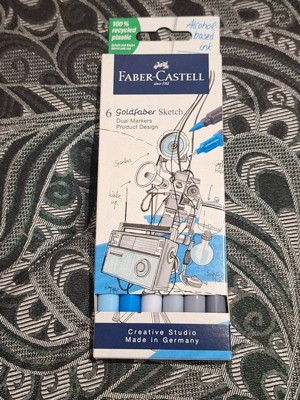 100%
recycled
plastic
Alcohol
based
ink
FABER-CASTELL
since 1761
6 Goldfaber Sketch
Dual Markers
Product Design
Creative Studio
Made in Germany